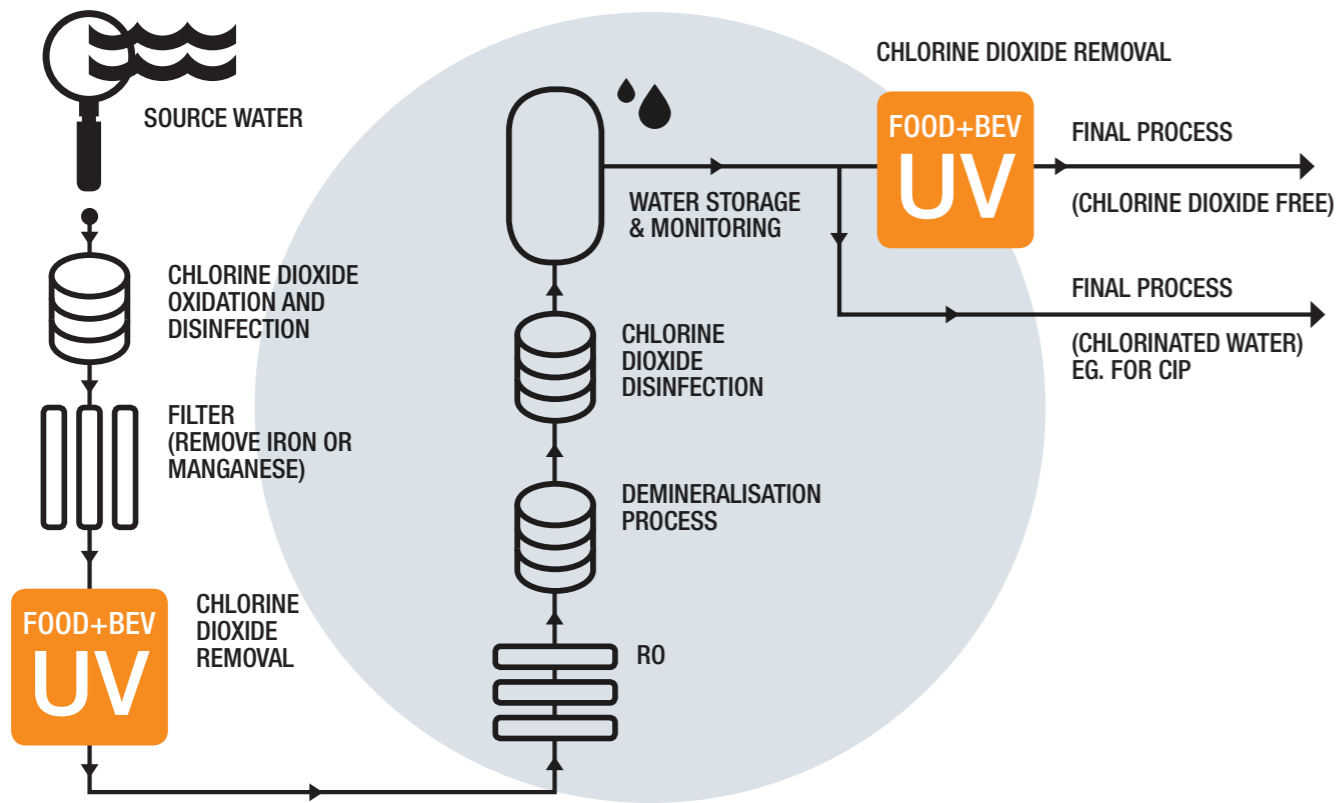 SOURCE WATER
CHLORINE DIOXIDE
OXIDATION AND
DISINFECTION
FILTER
(REMOVE IRON OR
MANGANESE)
FOOD+BEV
UV
CHLORINE
DIOXIDE
REMOVAL
RO
DEMINERALISATION
PROCESS
CHLORINE
DIOXIDE
DISINFECTION
WATER STORAGE
& MONITORING
CHLORINE DIOXIDE REMOVAL
FOOD+BEV
UV
FINAL PROCESS
(CHLORINE DIOXIDE FREE)
FINAL PROCESS
(CHLORINATED WATER)
EG. FOR CIP